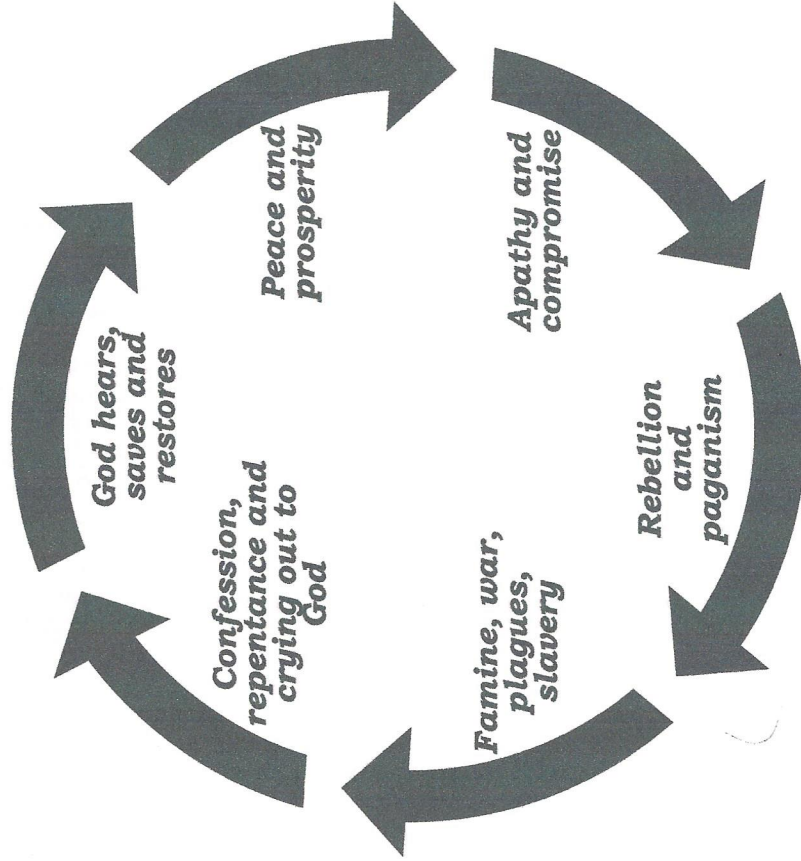 God hears,
saves and
restores
Peace and
prosperity
Apathy and
compromise
Rebellion
and
paganism
Famine, war,
plagues,
slavery
Confession,
repentance and
crying out to
God